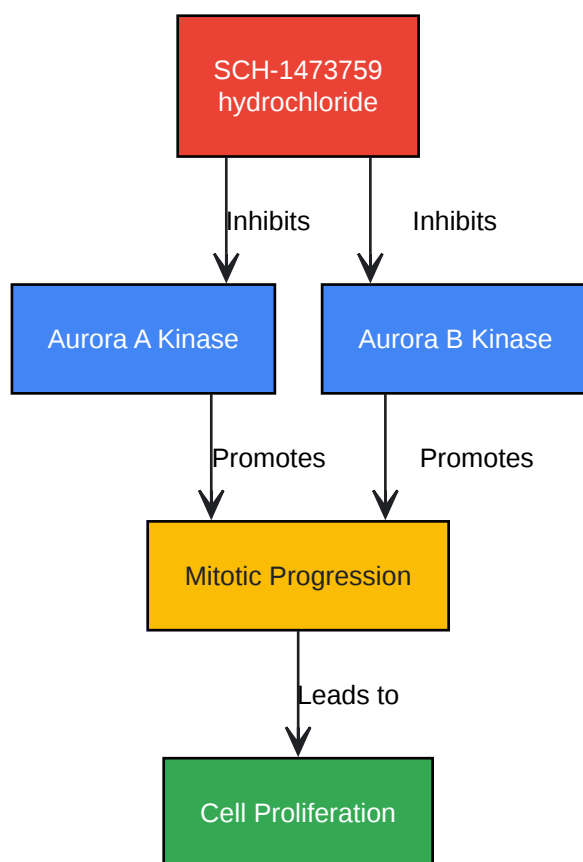 SCH-1473759
hydrochloride
Inhibits
Inhibits
Aurora A Kinase
Aurora B Kinase
Promotes
Promotes
Mitotic Progression
Leads to
Cell Proliferation